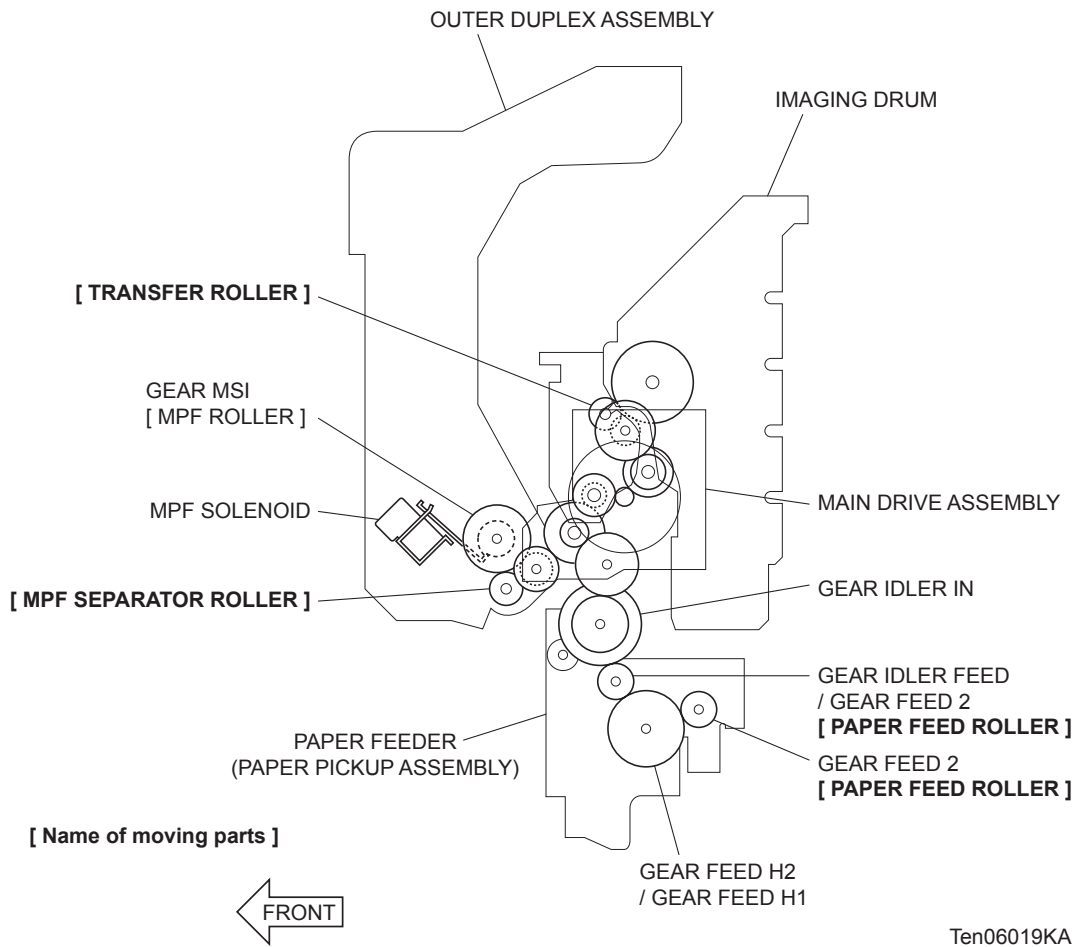 OUTER DUPLEX ASSEMBLY
IMAGING DRUM
[ TRANSFER ROLLER ]
GEAR MSI
[ MPF ROLLER ]
MPF SOLENOID
MAIN DRIVE ASSEMBLY
[ MPF SEPARATOR ROLLER ]
GEAR IDLER IN
GEAR IDLER FEED
/ GEAR FEED 2
[ PAPER FEED ROLLER ]
PAPER FEEDER
(PAPER PICKUP ASSEMBLY)
GEAR FEED 2
[ PAPER FEED ROLLER ]
[ Name of moving parts ]
GEAR FEED H2
/ GEAR FEED H1
FRONT
Ten06019KA